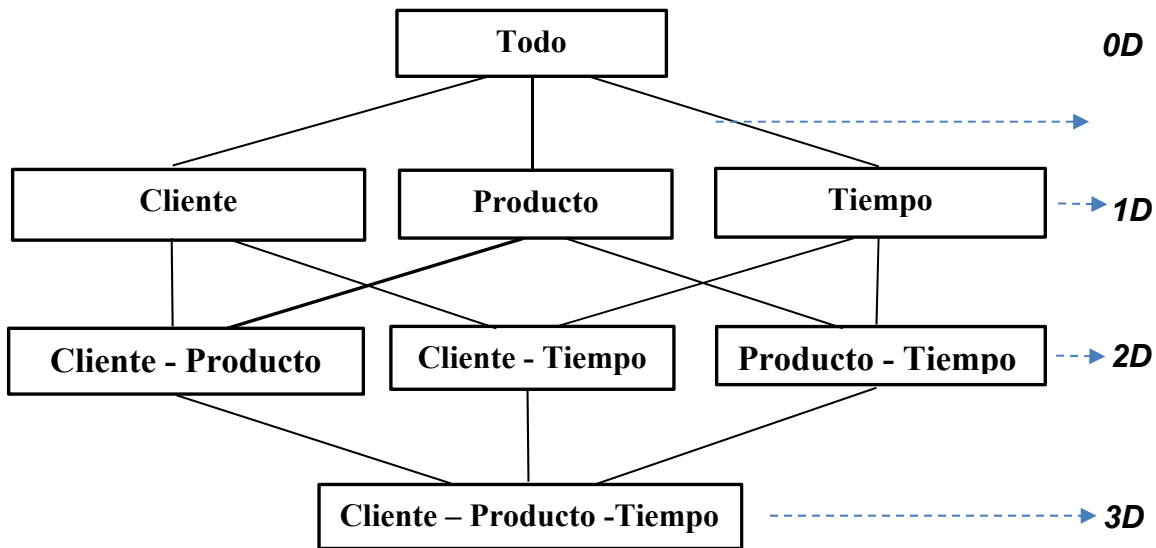 Todo
0D
Cliente
Producto
Tiempo
1D
Cliente - Producto
Cliente - Tiempo
Producto - Tiempo
2D
Cliente – Producto -Tiempo
3D